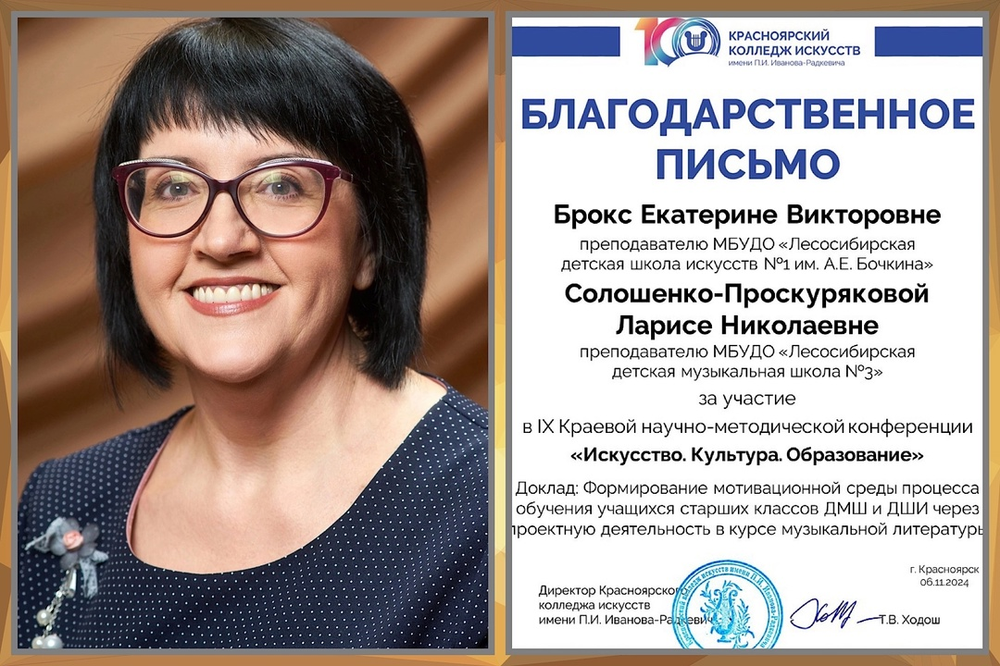 100
КРАСНОЯРСКИЙ
КОЛЛЕДЖ ИСКУССТВ
имени П.И. Иванова-Радкевича
БЛАГОДАРСТВЕННОЕ
ПИСЬМО
Брокс Екатерине Викторовне
преподавателю МБУДО «Лесосибирская
детская школа искусств №1 им. А.Е. Бочкина»
Солошенко-Проскуряковой
Ларисе Николаевне
преподавателю МБУДО «Лесосибирская
детская музыкальная школа №3»
за участие
в IX Краевой научно-методической конференции
«Искусство. Культура. Образование»
Доклад: Формирование мотивационной среды процесса
обучения учащихся старших классов ДМШ и ДШИ через
проектную деятельность в курсе музыкальной литературы
г. Красноярск
06.11.2024
Директор Красноярского
колледжа искусств
имени П.И. Иванова-Радкевича
Т.В. Ходош